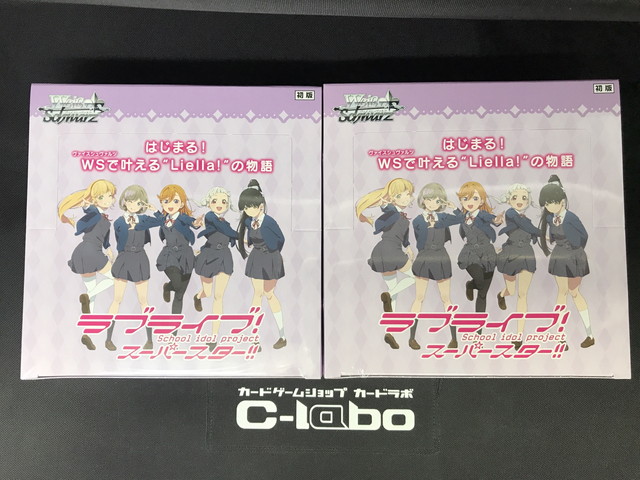 Weiß Schwarz
初版
はじまる!
ヴァイスシュヴァルツ
WSで叶える"Liella!"の物語
ラブライブ!
School idol project
スーパースター!!
Weiß Schwarz
初版
はじまる!
ヴァイスシュヴァルツ
WSで叶える"Liella!"の物語
ラブライブ!
School idol project
スーパースター!!
カードゲームショップ カードラボ
C-labo